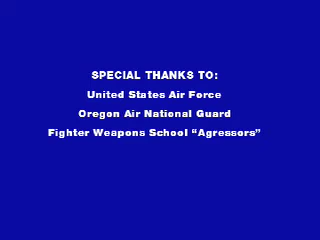 SPECIAL THANKS TO:
United States Air Force
Oregon Air National Guard
Fighter Weapons School “Agressors”